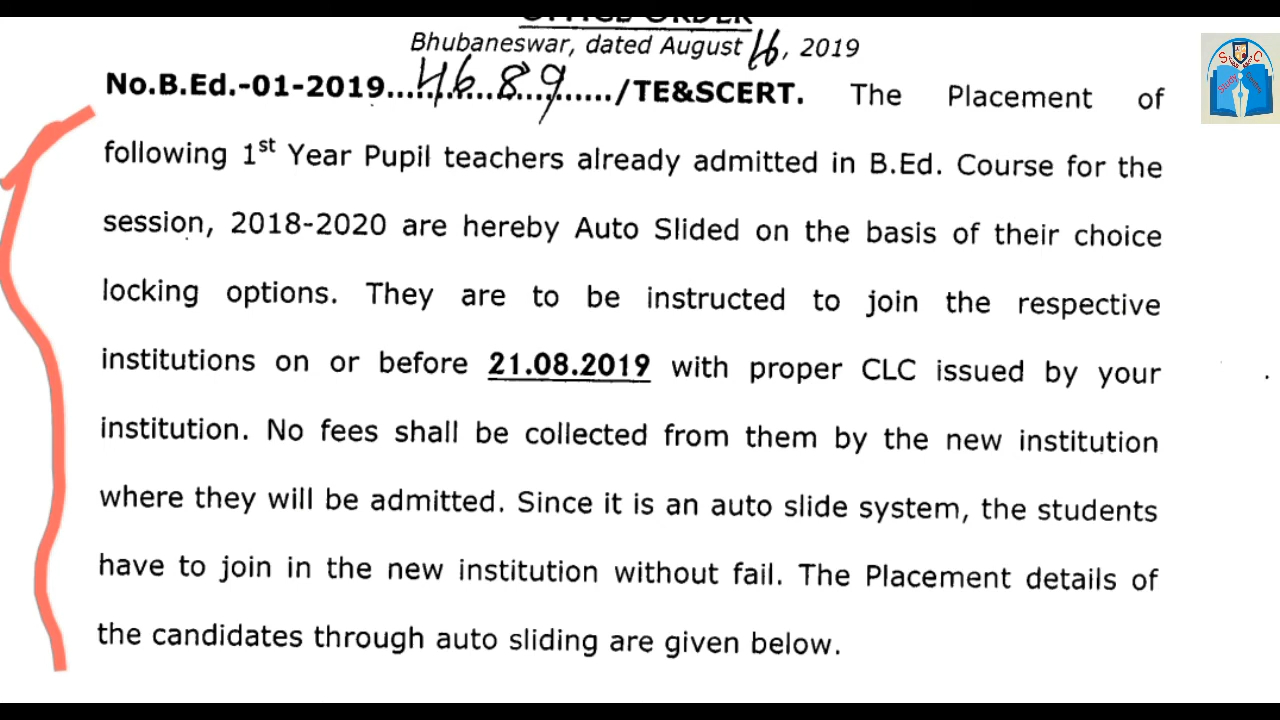 OFFICE ORDER
Bhubaneswar, dated August 16, 2019
No.B.Ed.-01-2019....4689....../TE&SCERT. The Placement of
following 1st Year Pupil teachers already admitted in B.Ed. Course for the
session, 2018-2020 are hereby Auto Slided on the basis of their choice
locking options. They are to be instructed to join the respective
institutions on or before 21.08.2019 with proper CLC issued by your
institution. No fees shall be collected from them by the new institution
where they will be admitted. Since it is an auto slide system, the students
have to join in the new institution without fail. The Placement details of
the candidates through auto sliding are given below.